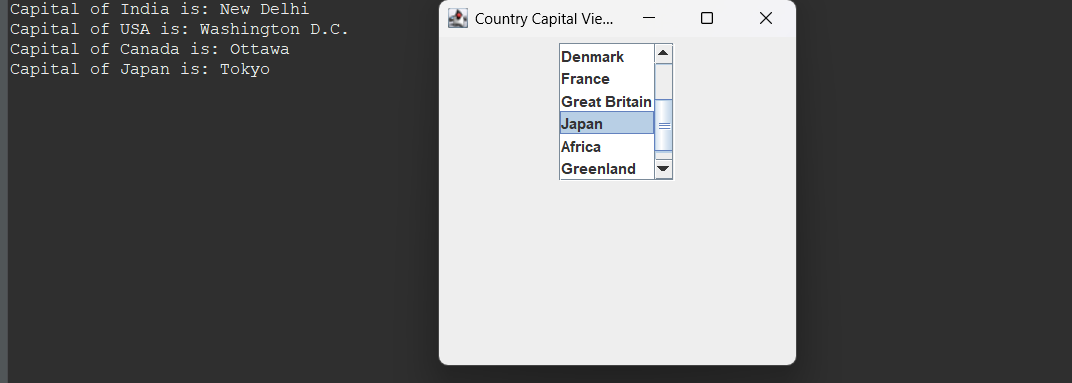 Capital of India is: New Delhi
Capital of USA is: Washington D.C.
Capital of Canada is: Ottawa
Capital of Japan is: Tokyo
Country Capital Vie...
Denmark
France
Great Britain
Japan
Africa
Greenland